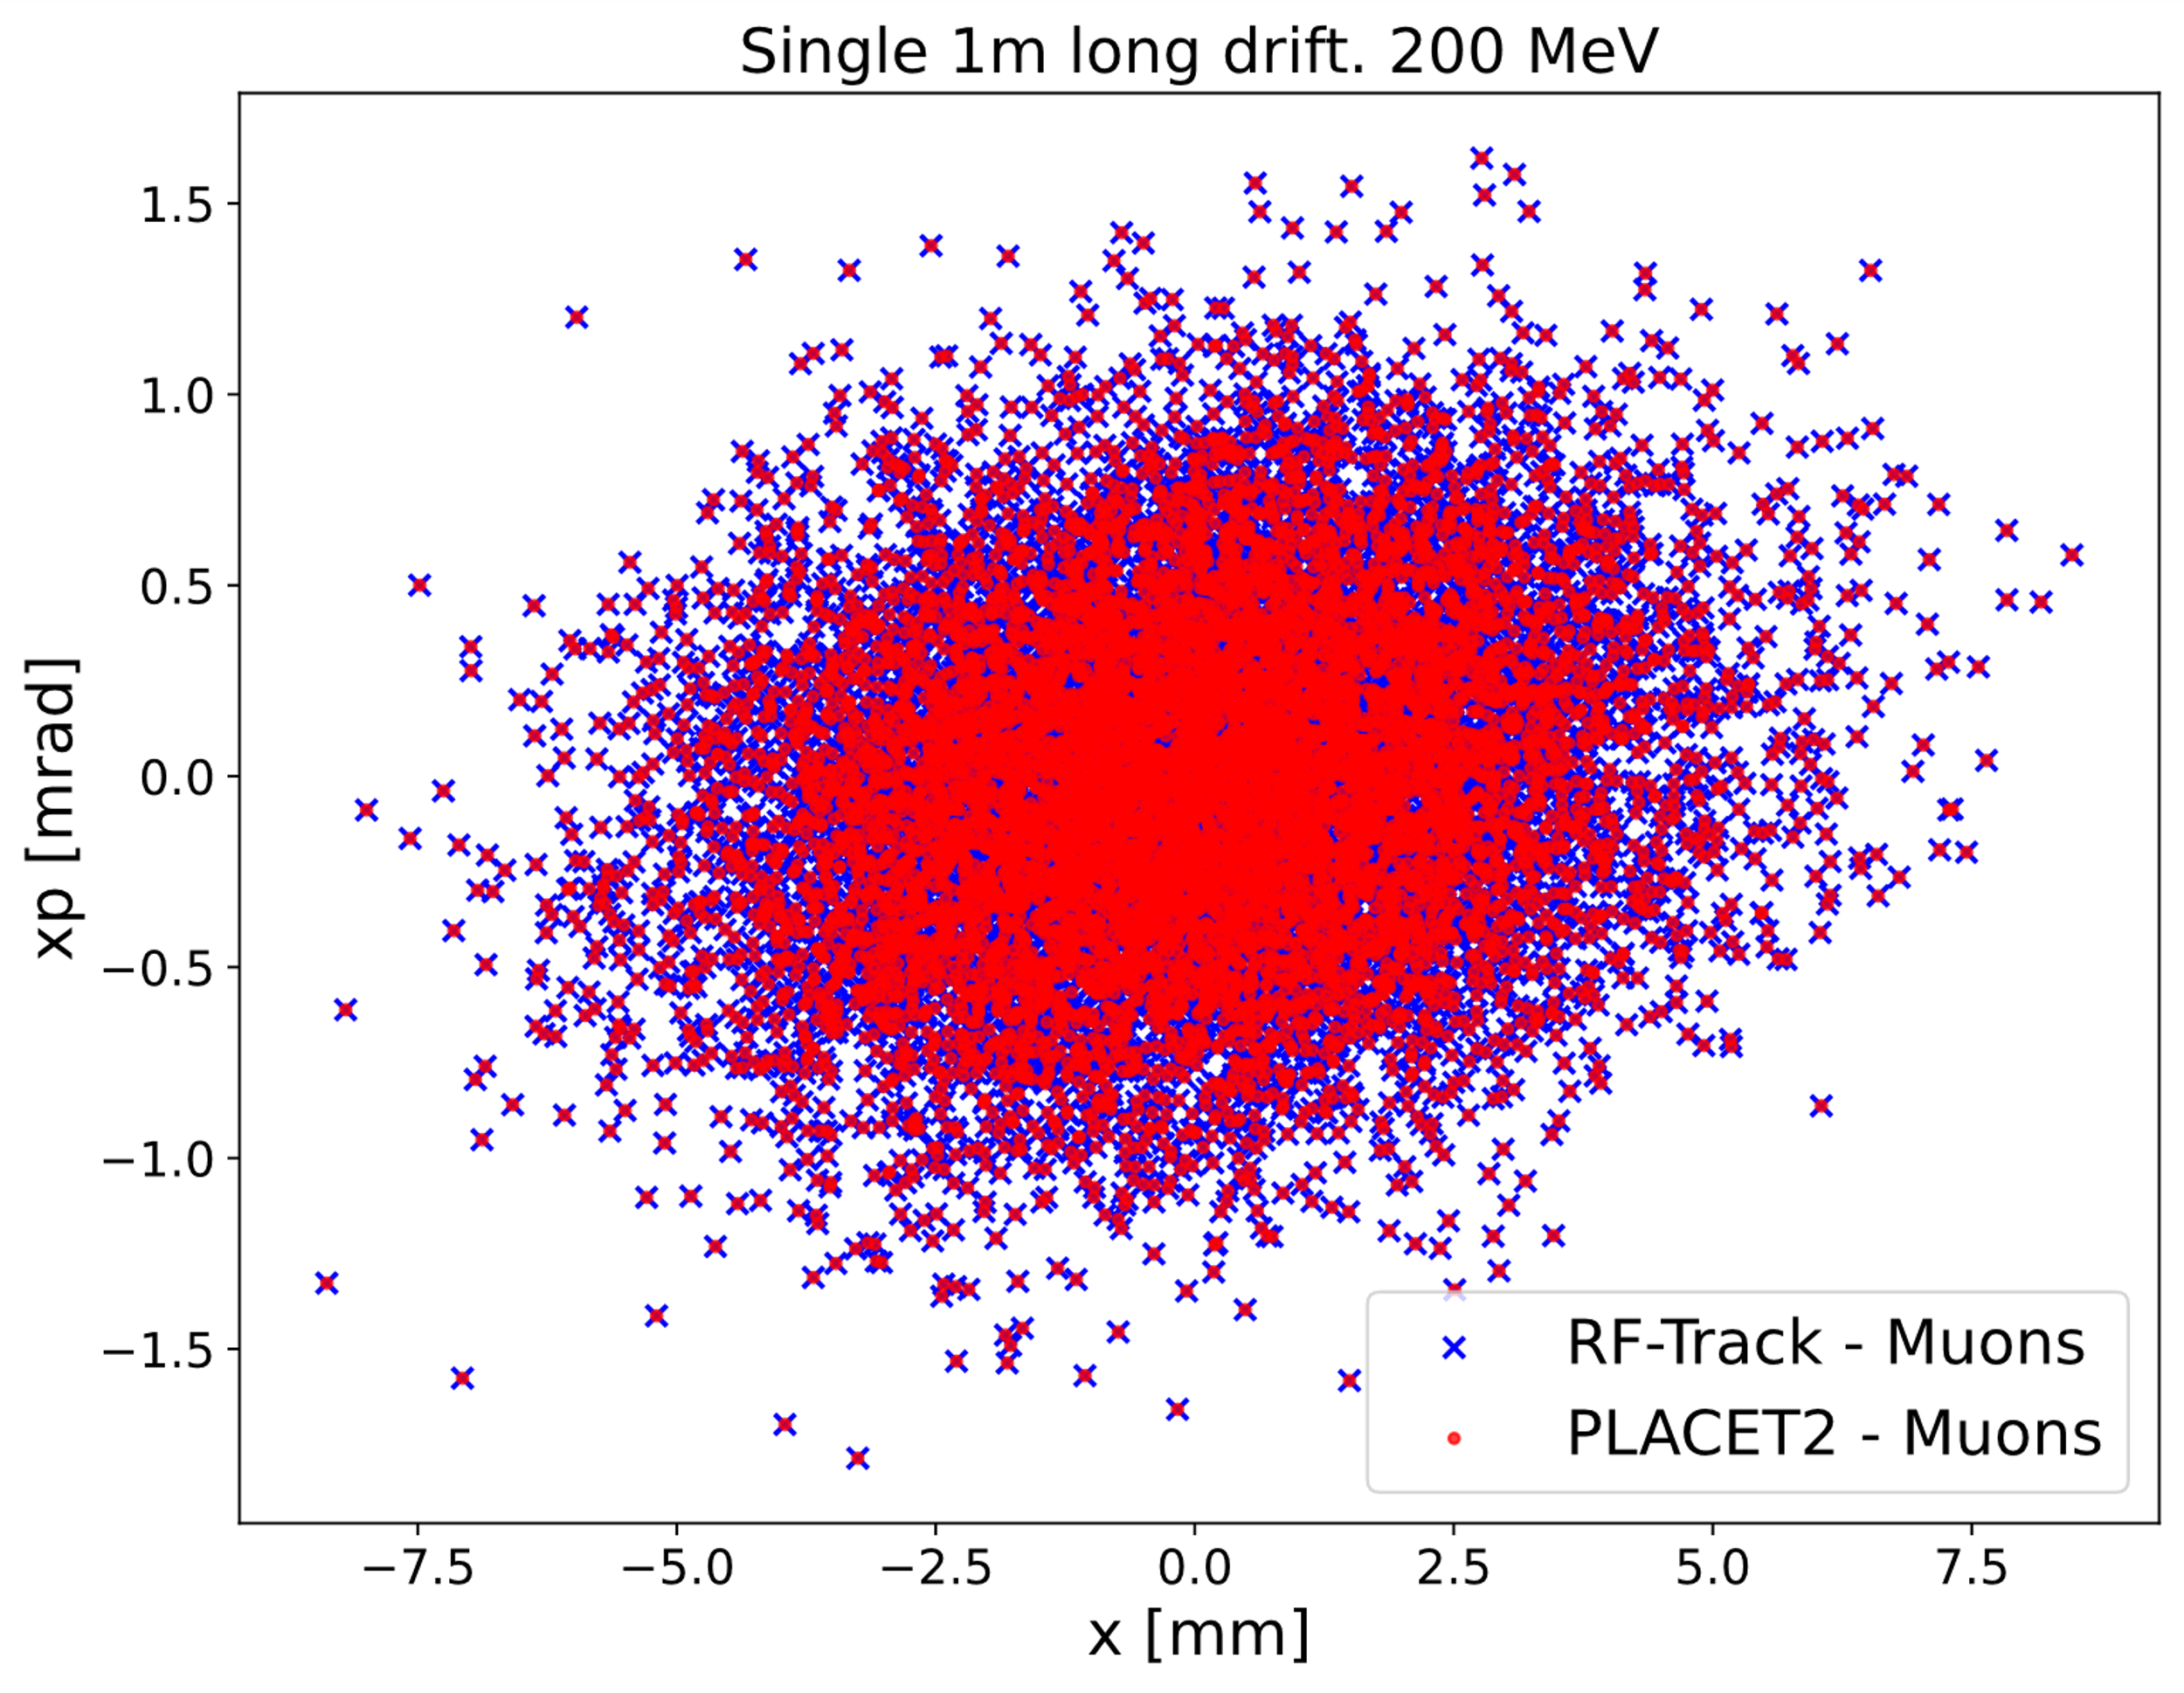 Single 1m long drift. 200 MeV
xp [mrad]
1.5
1.0
0.5
0.0
−0.5
−1.0
−1.5
RF-Track - Muons
PLACET2 - Muons
−7.5 −5.0 −2.5 0.0 2.5 5.0 7.5
x [mm]